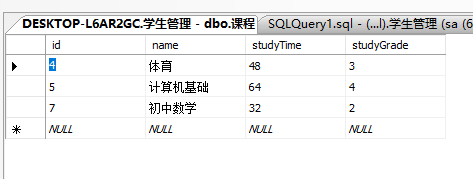 DESKTOP-L6AR2GC.学生管理 - dbo.课程 SQLQuery1.sql - (...l).学生管理 (sa (6
id name studyTime studyGrade
4 体育 48 3
5 计算机基础 64 4
7 初中数学 32 2
NULL NULL NULL NULL